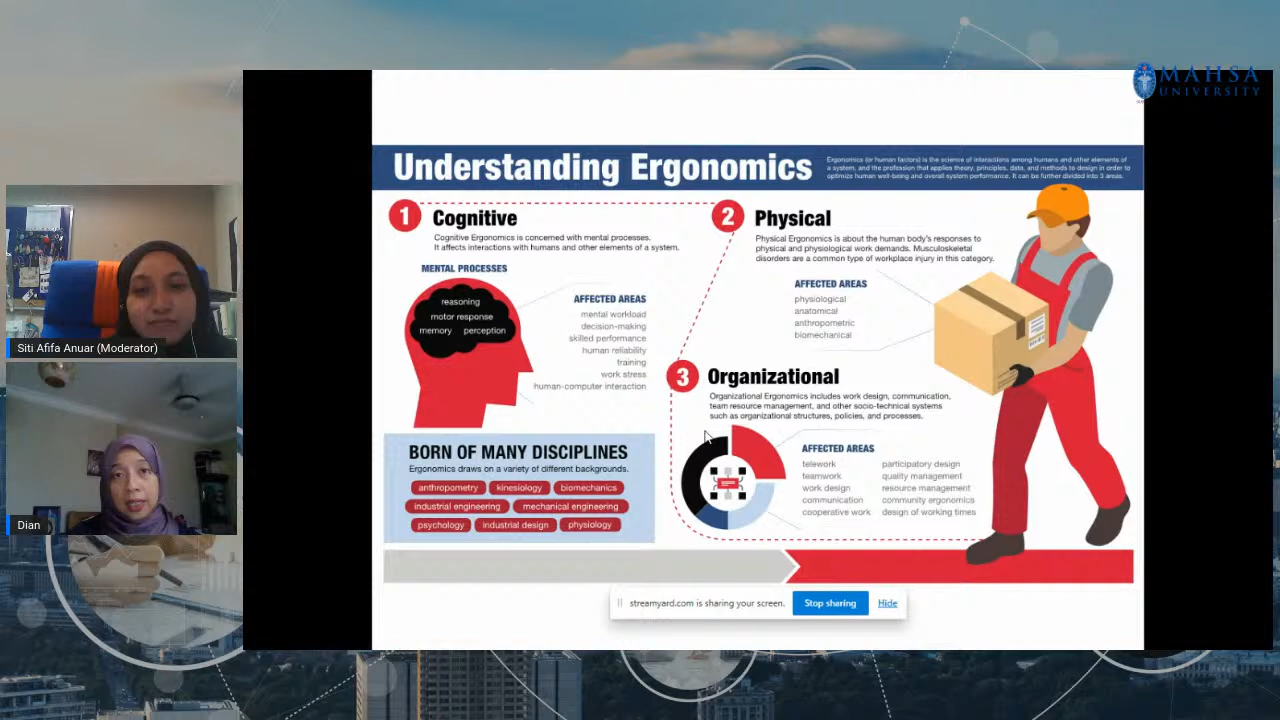 MAHSA
UNIVERSITY
Understanding Ergonomics
Ergonomics (or human factors) is the science of interactions among humans and other elements of
a system, and the profession that applies theory, principles, data, and methods to design in order to
optimize human well-being and overall system performance. It can be further divided into 3 areas.
1 Cognitive
Cognitive Ergonomics is concerned with mental processes.
It affects interactions with humans and other elements of a system.
MENTAL PROCESSES
reasoning
motor response
memory perception
AFFECTED AREAS
mental workload
decision-making
skilled performance
human reliability
training
work stress
human-computer interaction
2 Physical
Physical Ergonomics is about the human body's responses to
physical and physiological work demands. Musculoskeletal
disorders are a common type of workplace injury in this category.
AFFECTED AREAS
physiological
anatomical
anthropometric
biomechanical
3 Organizational
Organizational Ergonomics includes work design, communication,
team resource management, and other socio-technical systems
such as organizational structures, policies, and processes.
AFFECTED AREAS
telework
teamwork
work design
communication
cooperative work
participatory design
quality management
resource management
community ergonomics
design of working times
BORN OF MANY DISCIPLINES
Ergonomics draws on a variety of different backgrounds.
anthropometry kinesiology biomechanics
industrial engineering mechanical engineering
psychology industrial design physiology
streamyard.com is sharing your screen. Stop sharing Hide
Siti Afifa Anuar (Moderator)
Dian